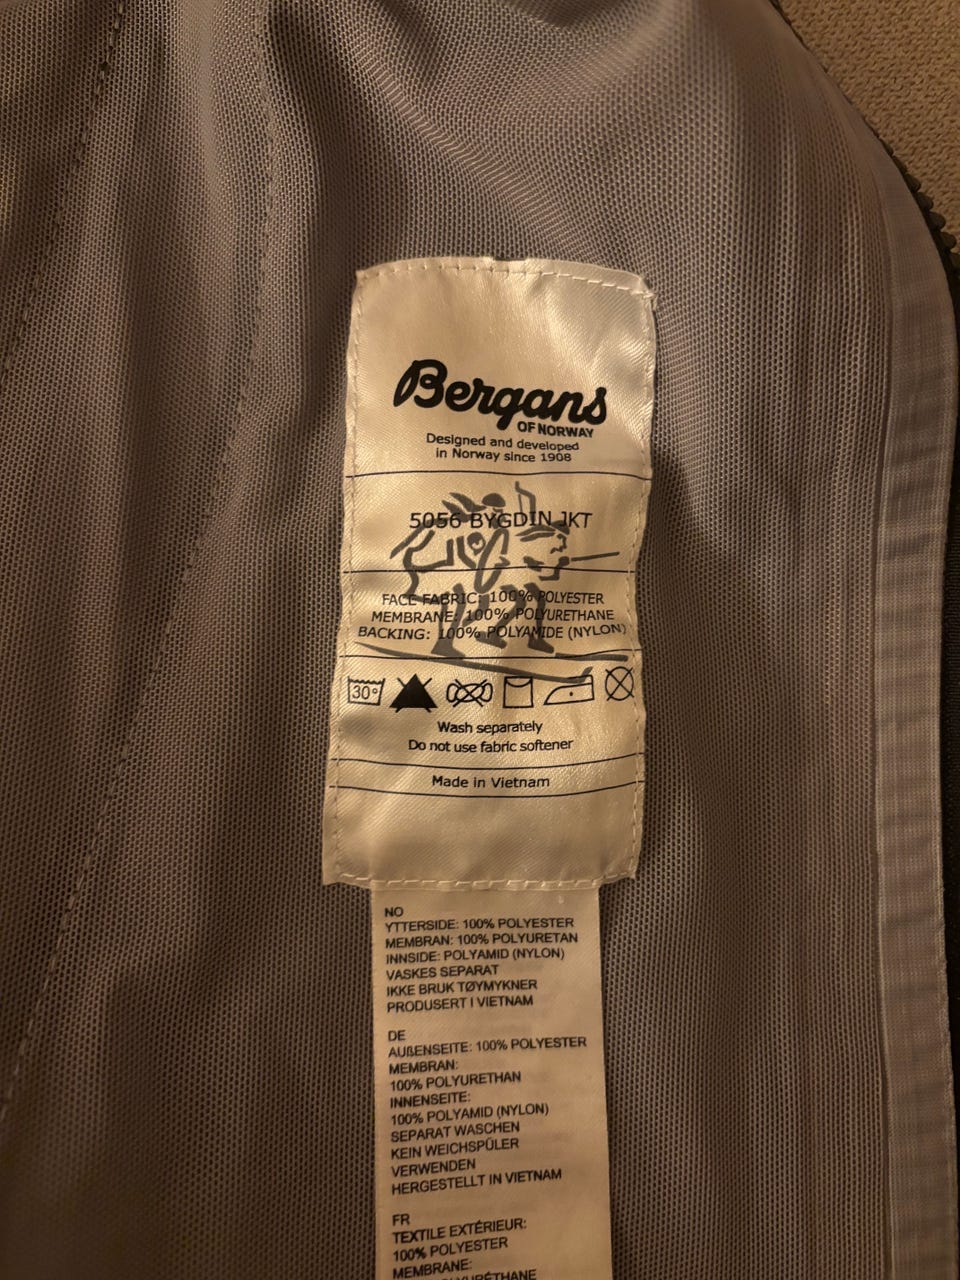 Bergans
OF NORWAY
Designed and developed
in Norway since 1908
5056 BYGDIN JKT
FACE FABRIC: 100% POLYESTER
MEMBRANE: 100% POLYURETHANE
BACKING: 100% POLYAMIDE (NYLON)
30°
Wash separately
Do not use fabric softener
Made in Vietnam
NO
YTTERSIDE: 100% POLYESTER
MEMBRAN: 100% POLYURETAN
INNSIDE: POLYAMID (NYLON)
VASKES SEPARAT
IKKE BRUK TØYMYKNER
PRODUSERT I VIETNAM
DE
AUßENSEITE: 100% POLYESTER
MEMBRAN:
100% POLYURETHAN
INNENSEITE:
100% POLYAMID (NYLON)
SEPARAT WASCHEN
KEIN WEICHSPÜLER
VERWENDEN
HERGESTELLT IN VIETNAM
FR
TEXTILE EXTÉRIEUR:
100% POLYESTER
MEMBRANE: